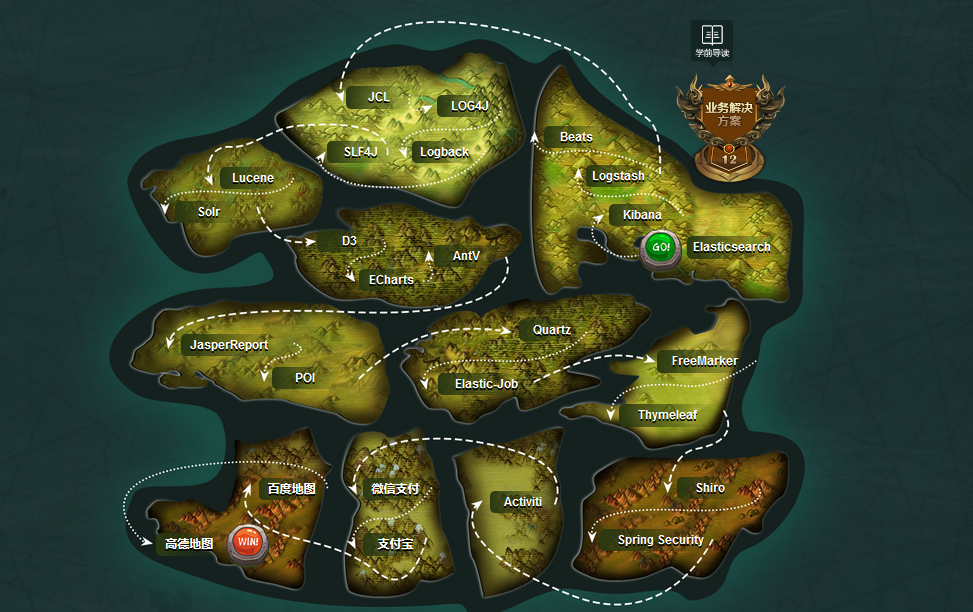 学前导读
业务解决
方案
12
JCL
LOG4J
SLF4J
Logback
Beats
Logstash
Kibana
GO!
Elasticsearch
Lucene
Solr
D3
AntV
ECharts
JasperReport
POI
Quartz
Elastic-Job
FreeMarker
Thymeleaf
百度地图
高德地图
WIN!
微信支付
支付宝
Activiti
Shiro
Spring Security